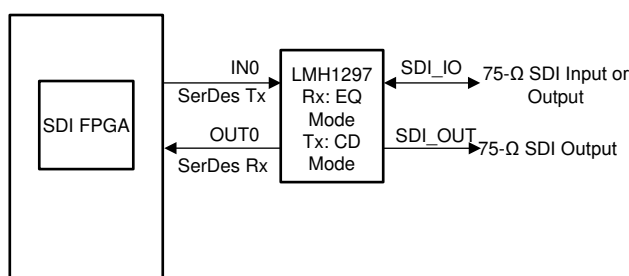 SDI FPGA
IN0
SerDes Tx
OUT0
SerDes Rx
LMH1297
Rx: EQ
Mode
Tx: CD
Mode
SDI_IO
75-Ω SDI Input or
Output
SDI_OUT
75-Ω SDI Output